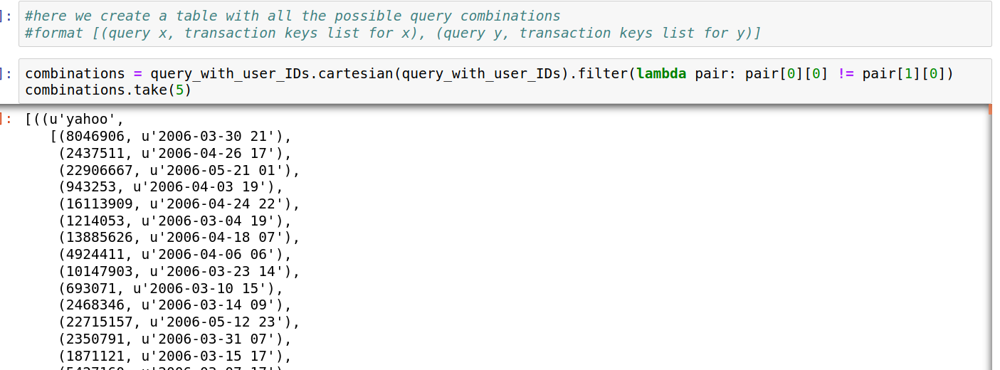 ]: #here we create a table with all the possible query combinations
#format [(query x, transaction keys list for x), (query y, transaction keys list for y)]
]: combinations = query_with_user_IDs.cartesian(query_with_user_IDs).filter(lambda pair: pair[0][0] != pair[1][0])
combinations.take(5)
]: [((u'yahoo',
[(8046906, u'2006-03-30 21'),
(2437511, u'2006-04-26 17'),
(22906667, u'2006-05-21 01'),
(943253, u'2006-04-03 19'),
(16113909, u'2006-04-24 22'),
(1214053, u'2006-03-04 19'),
(13885626, u'2006-04-18 07'),
(4924411, u'2006-04-06 06'),
(10147903, u'2006-03-23 14'),
(693071, u'2006-03-10 15'),
(2468346, u'2006-03-14 09'),
(22715157, u'2006-05-12 23'),
(2350791, u'2006-03-31 07'),
(1871121, u'2006-03-15 17'),